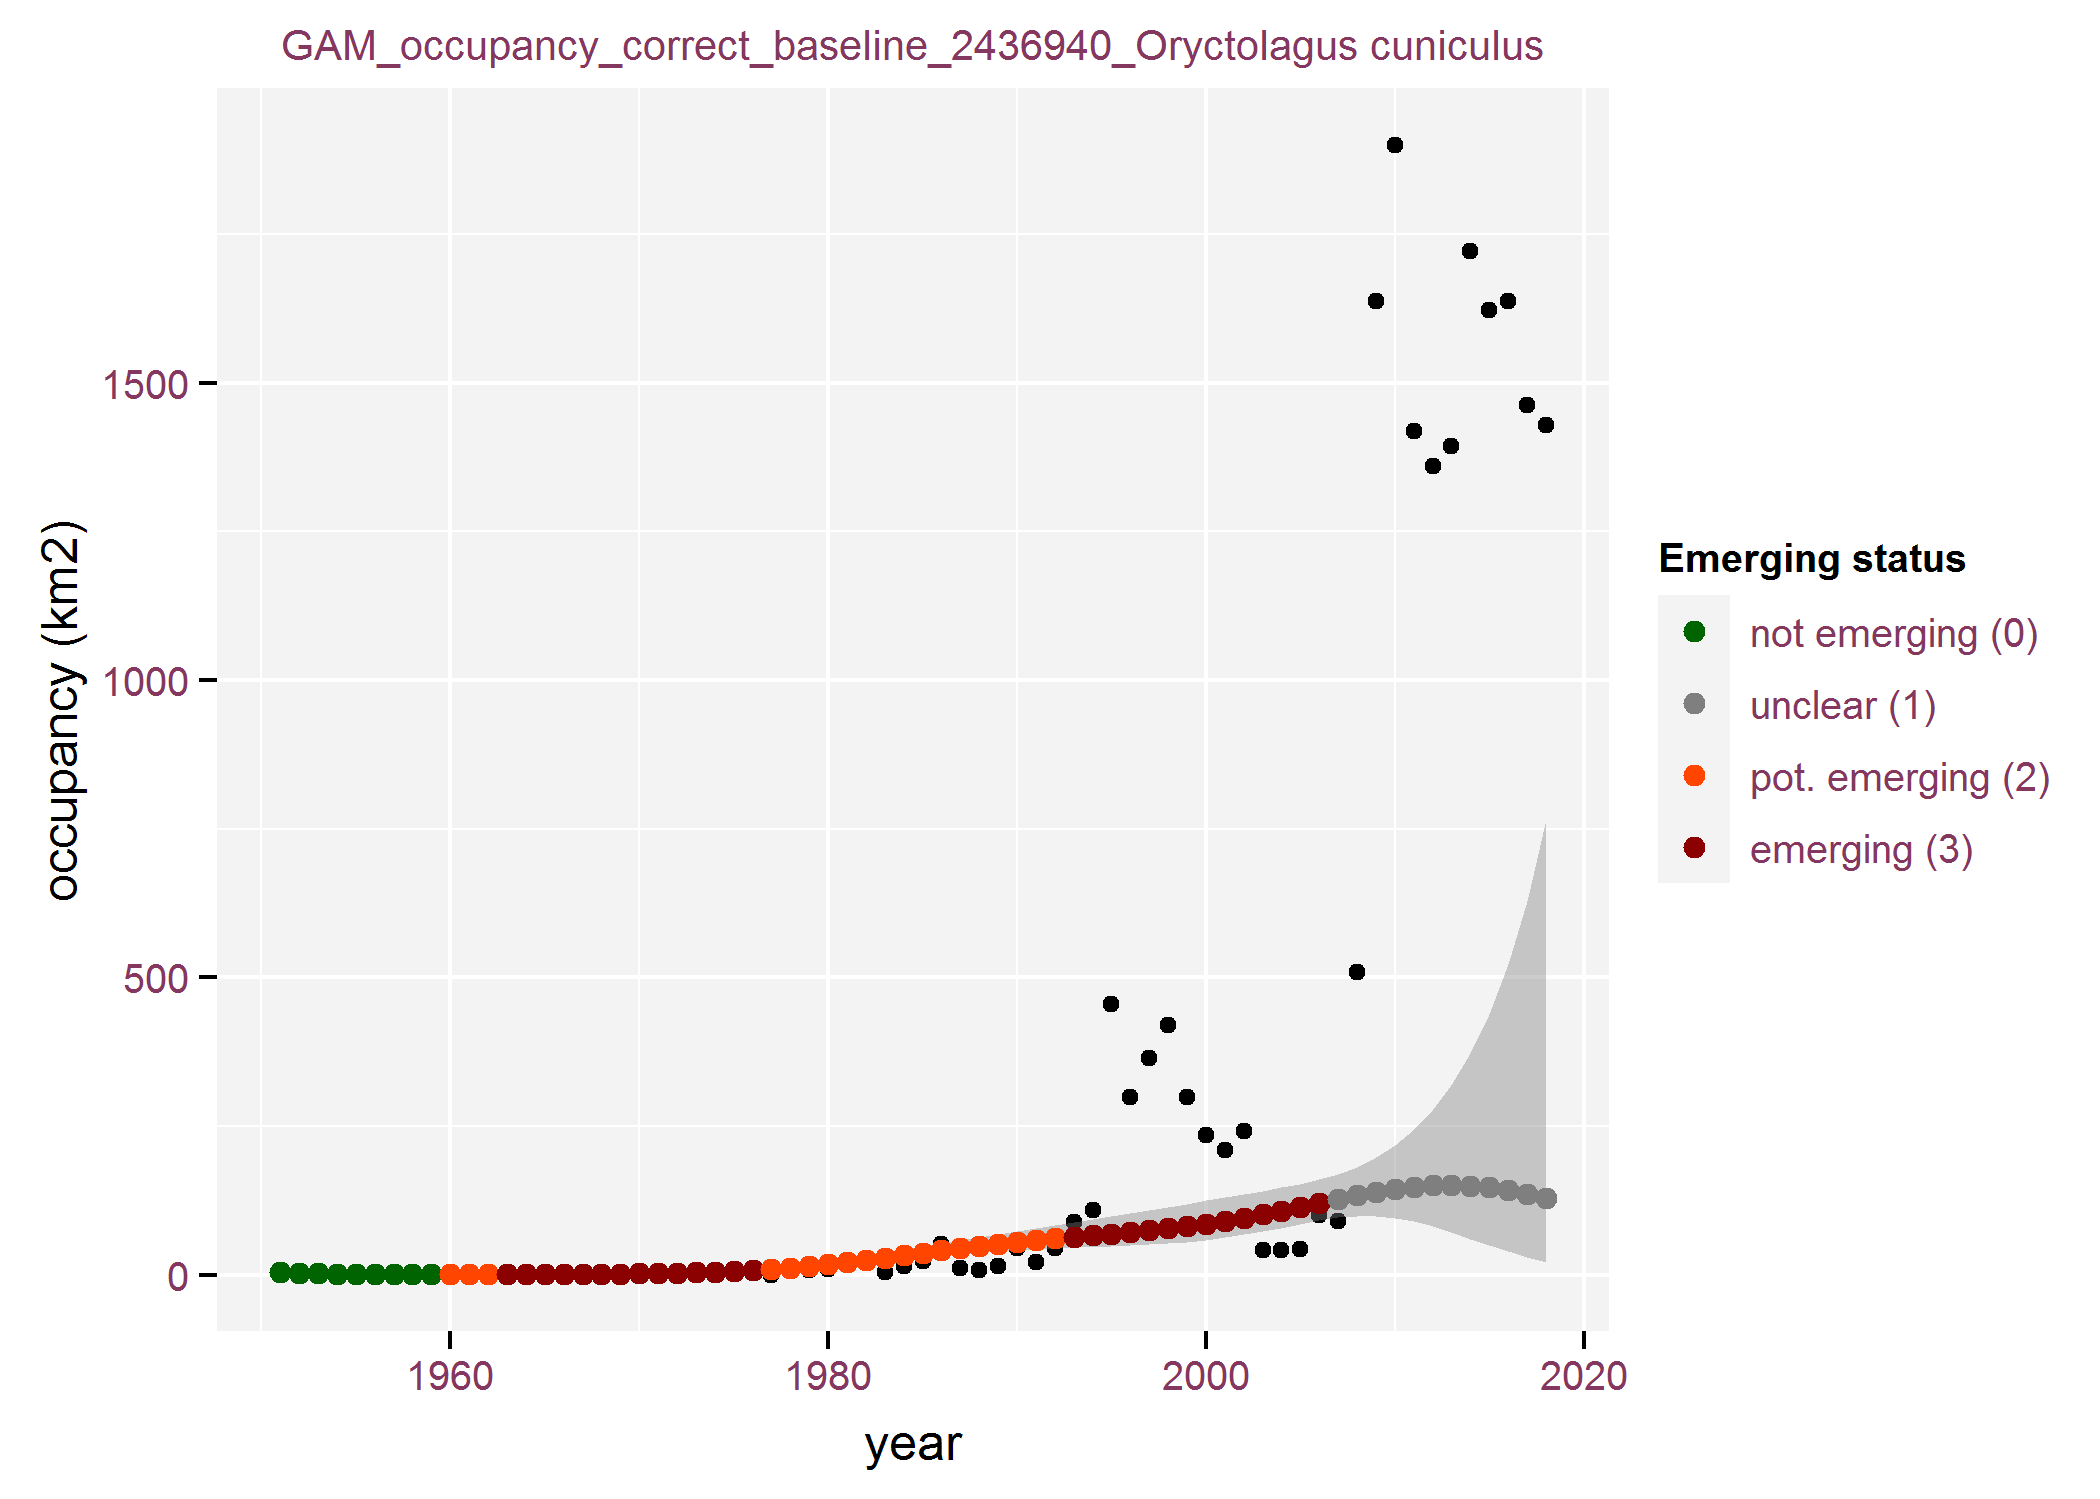 GAM_occupancy_correct_baseline_2436940_Oryctolagus cuniculus
occupancy (km2)
1500
1000
500
0
1960
1980
2000
2020
year
Emerging status
not emerging (0)
unclear (1)
pot. emerging (2)
emerging (3)